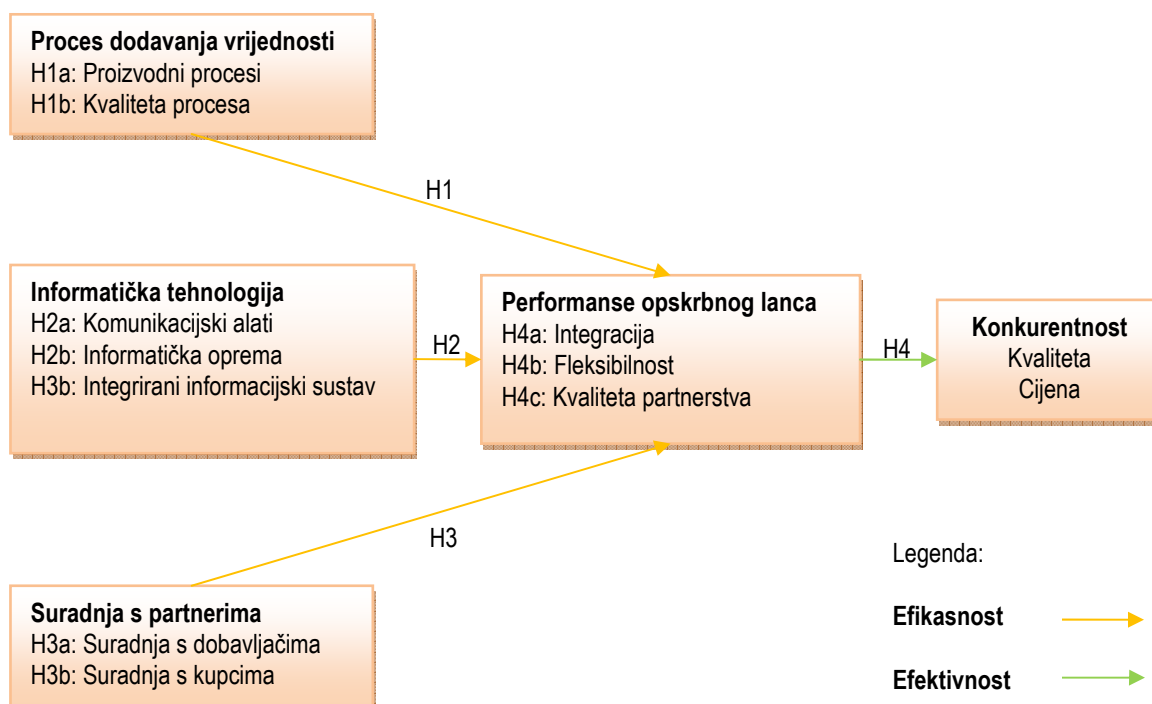 Proces dodavanja vrijednosti
H1a: Proizvodni procesi
H1b: Kvaliteta procesa
H1
Informatička tehnologija
H2a: Komunikacijski alati
H2b: Informatička oprema
H3b: Integrirani informacijski sustav
H2
Performanse opskrbnog lanca
H4a: Integracija
H4b: Fleksibilnost
H4c: Kvaliteta partnerstva
H4
Konkurentnost
Kvaliteta
Cijena
H3
Suradnja s partnerima
H3a: Suradnja s dobavljačima
H3b: Suradnja s kupcima
Legenda:
Efikasnost
Efektivnost